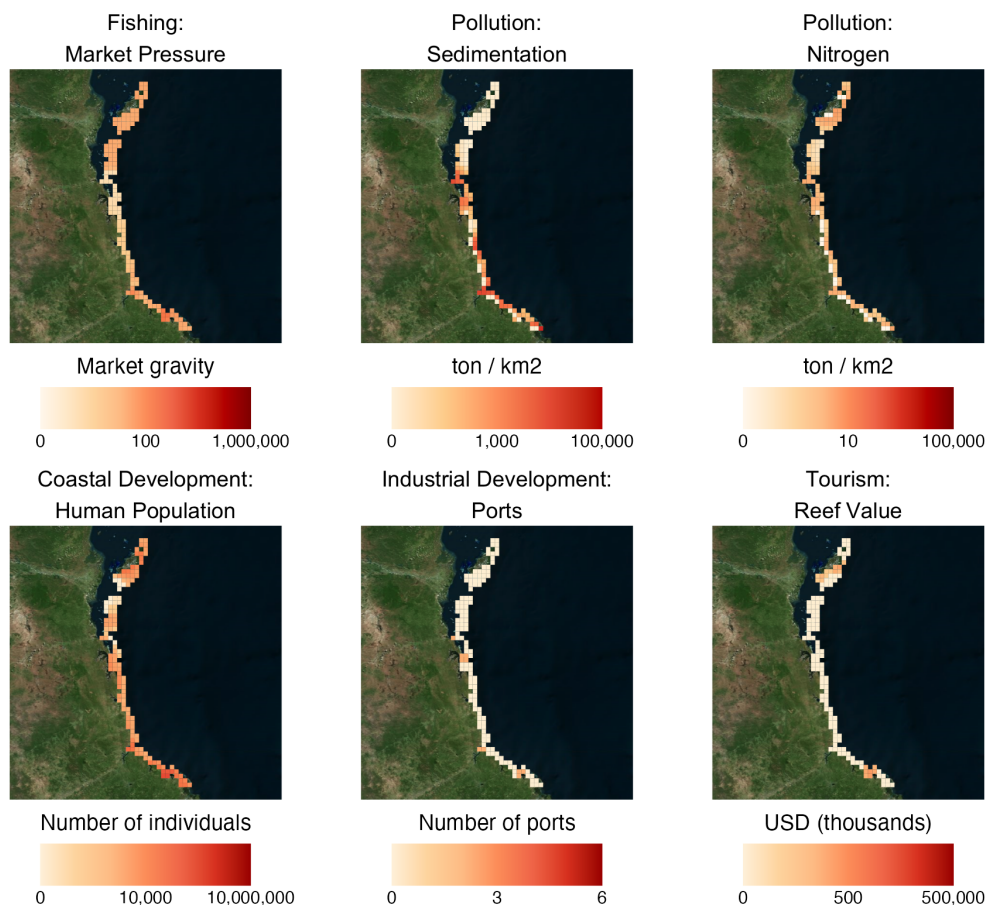 Fishing:
Market Pressure
Pollution:
Sedimentation
Pollution:
Nitrogen
Market gravity
0 100 1,000,000
ton / km2
0 1,000 100,000
ton / km2
0 10 100,000
Coastal Development:
Human Population
Industrial Development:
Ports
Tourism:
Reef Value
Number of individuals
0 10,000 10,000,000
Number of ports
0 3 6
USD (thousands)
0 500 500,000